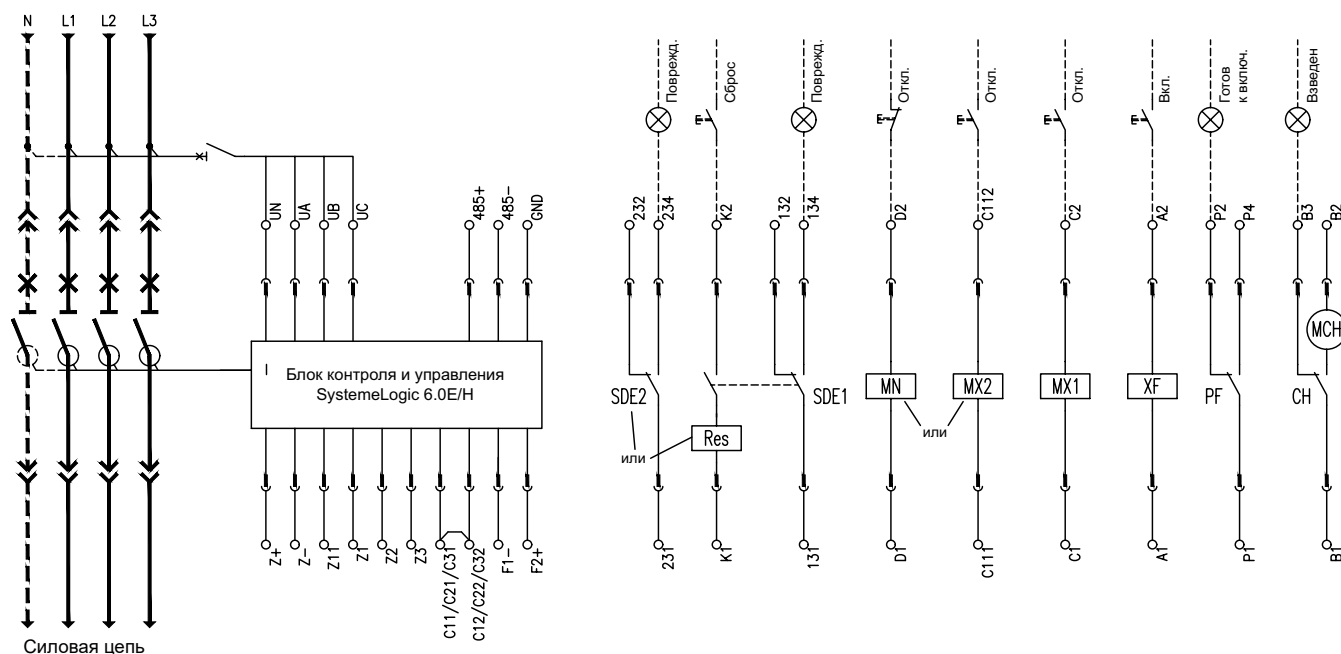 N L1 L2 L3
Поврежд.
Сброс
Поврежд.
Откл.
Откл.
Откл.
Вкл.
Готов
к включ.
Взведен
UN UA UB UC 485+ 485- GND
232 234 K2 132 134 D2 C112 C2 A2 P2 P4 B3 B2
MCH
I
Блок контроля и управления
SystemeLogic 6.0E/H
SDE2 SDE1 MN MX2 MX1 XF PF CH
Res
или
или
Z+ Z- Z11 Z1 Z2 Z3 C11/C21/C31 C12/C22/C32 F1- F2+
231 K1 131 D1 C111 C1 A1 P1 B1
Силовая цепь